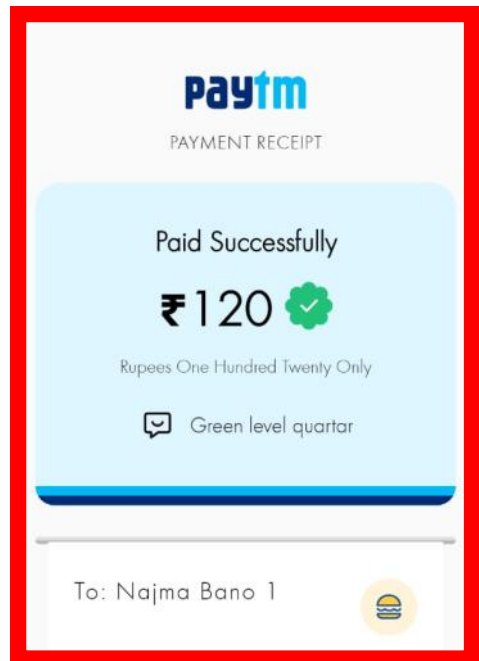 paytm
PAYMENT RECEIPT
Paid Successfully
₹120
Rupees One Hundred Twenty Only
Green level quartar
To: Najma Bano 1